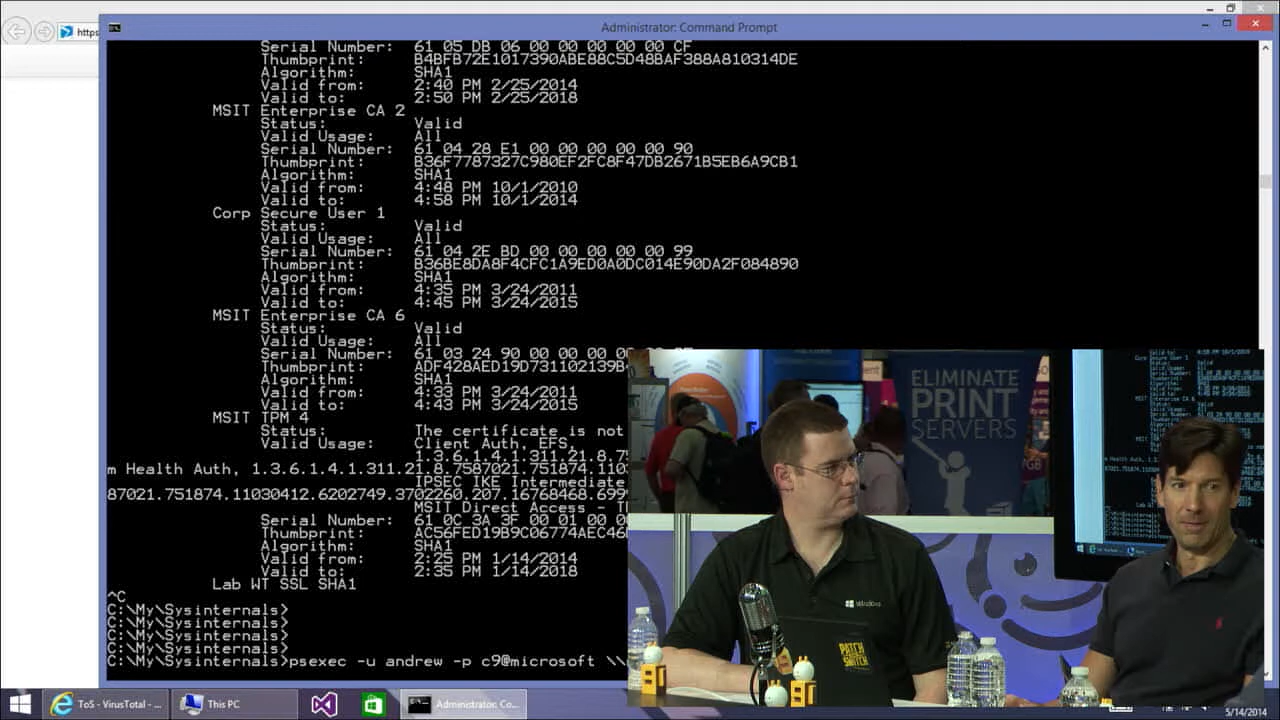 https
Administrator: Command Prompt
Serial Number: 61 05 DB 06 00 00 00 00 00 CF
Thumbprint: B4BFB72E1017390ABE88C5D48BAF388A810314DE
Algorithm: SHA1
Valid from: 2:40 PM 2/25/2014
Valid to: 2:50 PM 2/25/2018
MSIT Enterprise CA 2
Status: Valid
Valid Usage: All
Serial Number: 61 04 28 E1 00 00 00 00 00 90
Thumbprint: B36F7787327C980EF2FC8F47DB2671B5EB6A9CB1
Algorithm: SHA1
Valid from: 4:48 PM 10/1/2010
Valid to: 4:58 PM 10/1/2014
Corp Secure User 1
Status: Valid
Valid Usage: All
Serial Number: 61 04 2E BD 00 00 00 00 00 99
Thumbprint: B36BE8DA8F4CFC1A9ED0A0DC014E90DA2F084890
Algorithm: SHA1
Valid from: 4:35 PM 3/24/2011
Valid to: 4:45 PM 3/24/2015
MSIT Enterprise CA 6
Status: Valid
Valid Usage: All
Serial Number: 61 03 24 90 00 00 00 00
Thumbprint: ADF428AED19D731102139B4
Algorithm: SHA1
Valid from: 4:33 PM 3/24/2011
Valid to: 4:43 PM 3/24/2015
MSIT TPM 4
Status: The certificate is not
Valid Usage: Client Auth, EFS,
1.3.6.1.4.1.311.21.8.75
m Health Auth, 1.3.6.1.4.1.311.21.8.7587021.751874.1103
IPSEC IKE Intermediate
87021.751874.11030412.6202749.3702260.207.16768468.6999
MSIT Direct Access - T
Serial Number: 61 0C 3A 3F 00 01 00 00
Thumbprint: AC56FED19B9C06774AEC46
Algorithm: SHA1
Valid from: 2:25 PM 1/14/2014
Valid to: 2:35 PM 1/14/2018
Lab WT SSL SHA1
^C
C:\My\Sysinternals>
C:\My\Sysinternals>
C:\My\Sysinternals>
C:\My\Sysinternals>
C:\My\Sysinternals>psexec -u andrew -p c9@microsoft \\
ELIMINATE
PRINT
SERVERS
Windows
PATCH
SWITCH
ToS - VirusTotal - ...
This PC
Administrator: Co...
5/14/2014